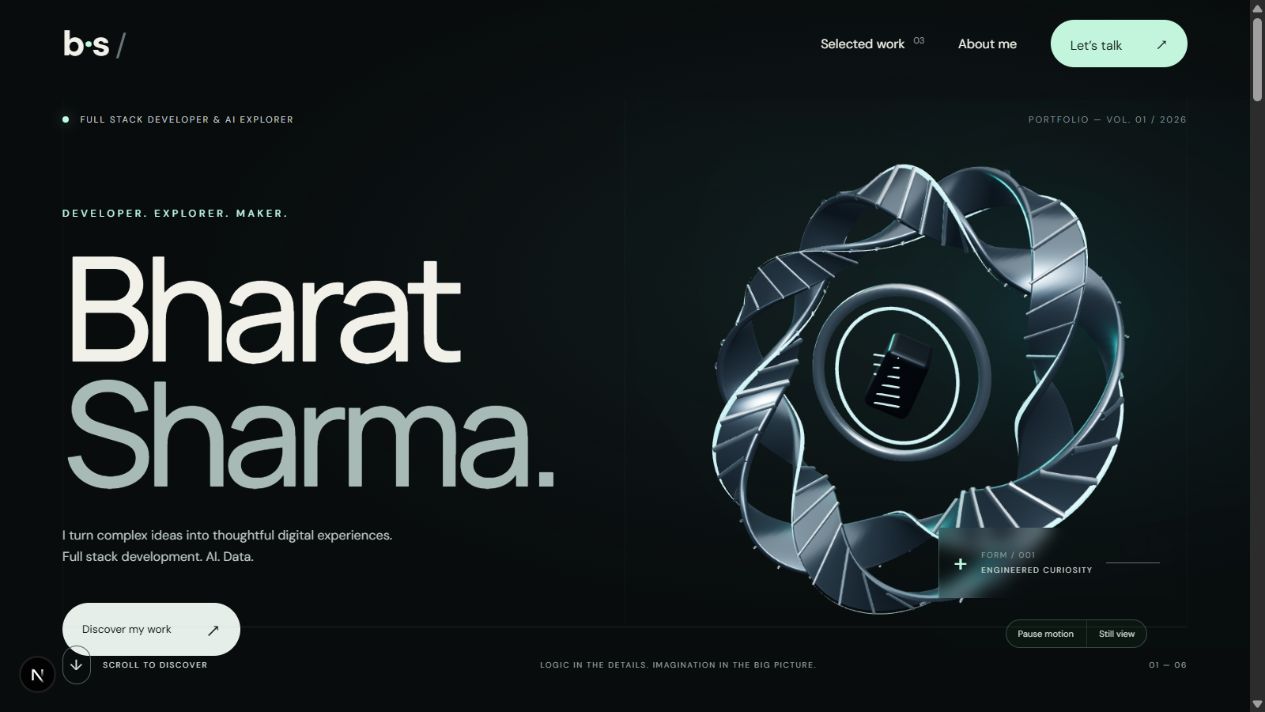 b·s /
Selected work 03
About me
Let's talk ↗
FULL STACK DEVELOPER & AI EXPLORER
PORTFOLIO — VOL. 01 / 2026
DEVELOPER. EXPLORER. MAKER.
Bharat
Sharma.
I turn complex ideas into thoughtful digital experiences.
Full stack development. AI. Data.
+
FORM / 001
ENGINEERED CURIOSITY
Discover my work ↗
Pause motion
Still view
N
↓
SCROLL TO DISCOVER
LOGIC IN THE DETAILS. IMAGINATION IN THE BIG PICTURE.
01 — 06